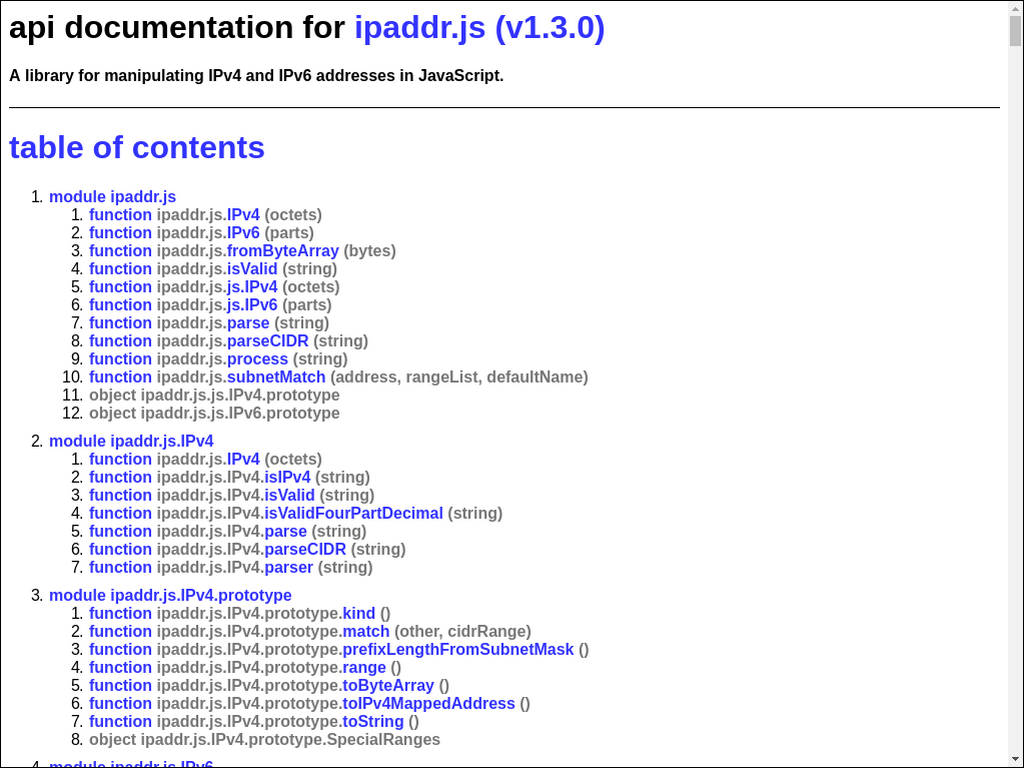 api documentation for ipaddr.js (v1.3.0)
A library for manipulating IPv4 and IPv6 addresses in JavaScript.
table of contents
1. module ipaddr.js
1. function ipaddr.js.IPv4 (octets)
2. function ipaddr.js.IPv6 (parts)
3. function ipaddr.js.fromByteArray (bytes)
4. function ipaddr.js.isValid (string)
5. function ipaddr.js.js.IPv4 (octets)
6. function ipaddr.js.js.IPv6 (parts)
7. function ipaddr.js.parse (string)
8. function ipaddr.js.parseCIDR (string)
9. function ipaddr.js.process (string)
10. function ipaddr.js.subnetMatch (address, rangeList, defaultName)
11. object ipaddr.js.js.IPv4.prototype
12. object ipaddr.js.js.IPv6.prototype
2. module ipaddr.js.IPv4
1. function ipaddr.js.IPv4 (octets)
2. function ipaddr.js.IPv4.isIPv4 (string)
3. function ipaddr.js.IPv4.isValid (string)
4. function ipaddr.js.IPv4.isValidFourPartDecimal (string)
5. function ipaddr.js.IPv4.parse (string)
6. function ipaddr.js.IPv4.parseCIDR (string)
7. function ipaddr.js.IPv4.parser (string)
3. module ipaddr.js.IPv4.prototype
1. function ipaddr.js.IPv4.prototype.kind ()
2. function ipaddr.js.IPv4.prototype.match (other, cidrRange)
3. function ipaddr.js.IPv4.prototype.prefixLengthFromSubnetMask ()
4. function ipaddr.js.IPv4.prototype.range ()
5. function ipaddr.js.IPv4.prototype.toByteArray ()
6. function ipaddr.js.IPv4.prototype.toIPv4MappedAddress ()
7. function ipaddr.js.IPv4.prototype.toString ()
8. object ipaddr.js.IPv4.prototype.SpecialRanges
4. module ipaddr.js.IPv6